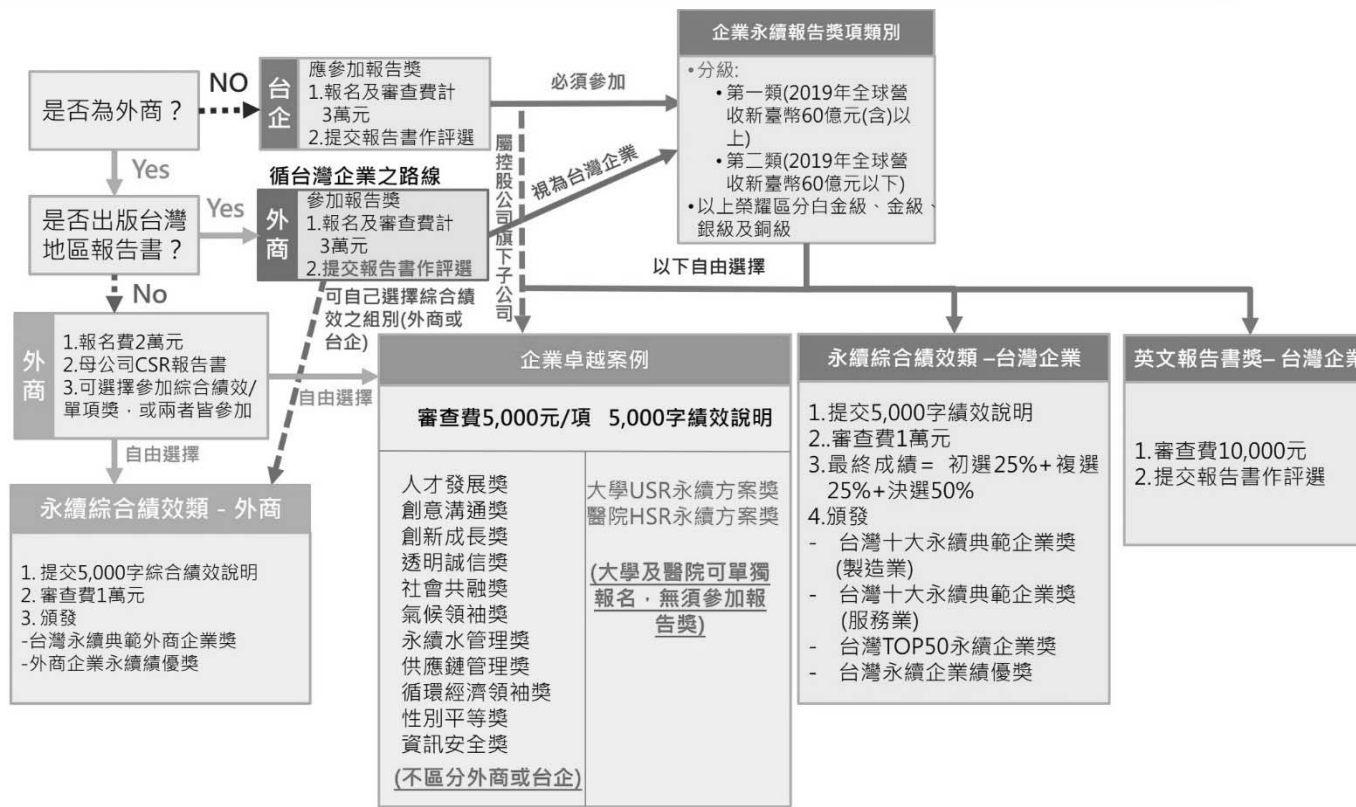 是否為外商？
NO
Yes
台企
應參加報告獎
1.報名及審查費計
3萬元
2.提交報告書作評選
必須參加
企業永續報告獎項類別
•分級:
•第一類(2019年全球營
收新臺幣60億元(含)以
上)
•第二類(2019年全球營
收新臺幣60億元以下)
•以上榮耀區分白金級、金級、
銀級及銅級
是否出版台灣
地區報告書？
Yes
No
循台灣企業之路線
外商
參加報告獎
1.報名及審查費計
3萬元
2.提交報告書作評選
視為台灣企業
屬控股公司旗下子公司
可自己選擇綜合績
效之組別(外商或
台企)
以下自由選擇
外商
1.報名費2萬元
2.母公司CSR報告書
3.可選擇參加綜合績效/
單項獎，或兩者皆參加
自由選擇
自由選擇
永續綜合績效類 - 外商
1. 提交5,000字綜合績效說明
2. 審查費1萬元
3. 頒發
-台灣永續典範外商企業獎
-外商企業永續績優獎
企業卓越案例
審查費5,000元/項 5,000字績效說明
人才發展獎
創意溝通獎
創新成長獎
透明誠信獎
社會共融獎
氣候領袖獎
永續水管理獎
供應鏈管理獎
循環經濟領袖獎
性別平等獎
資訊安全獎
(不區分外商或台企)
大學USR永續方案獎
醫院HSR永續方案獎
(大學及醫院可單獨
報名，無須參加報
告獎)
永續綜合績效類 –台灣企業
1.提交5,000字績效說明
2..審查費1萬元
3.最終成績= 初選25%+複選
25%+決選50%
4.頒發
- 台灣十大永續典範企業獎
(製造業)
- 台灣十大永續典範企業獎
(服務業)
- 台灣TOP50永續企業獎
- 台灣永續企業績優獎
英文報告書獎– 台灣企業
1.審查費10,000元
2.提交報告書作評選